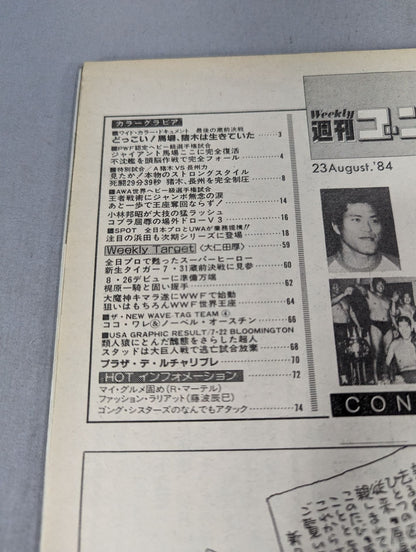 カラーグラビア
■ワイド・カラー・ドキュメント 最後の蔵前決戦
どっこい!馬場、猪木は生きていた……3
■PWF認定ヘビー級選手権試合
ジャイアント馬場ここに完全復活
不沈艦を頭脳作戦で完全フォール……4
■特別試合/A猪木VS長州力
見たか!本物のストロングスタイル
死闘29分39秒 猪木、長州を完全制圧……8
■AWA世界ヘビー級選手権試合
王者戦術にジャンボ無念の涙
あと一歩で王座奪回ならず!……14
小林邦昭が大技の猛ラッシュ
コブラ屈辱の場外ドローV3……16
■SPOT 全日本プロとUWAが業務提携!!
注目の浜田も次期シリーズに登場……18
Weekly Target〈大仁田厚〉……59
全日プロで甦ったスーパーヒーロー
新生タイガー7・31蔵前決戦に見参……60
8・26デビューに準備万端
梶原一騎と固い握手……62
大魔神キマラ遂にWWFで始動
狙いはもちろんWWF世界王座……64
■ザ・NEW WAVE TAG TEAM④
ココ・ワレ&ノーベル・オースチン……66
■USA GRAPHIC RESULT/7-22 BLOOMINGTON
類人猿にとんだ醜態をさらした超人
スタッドは大巨人戦で逃て試合放棄……68
プラザ・デ・ルチャリブレ……70
HOTインフォメーション……72
マイ・グルメ固め(R・マーテル)
ファッション・ラリアット(藤波辰巳)
ゴング・シスターズのなんでもアタック……74
Weekly
週刊ゴン
23August.'84
CON